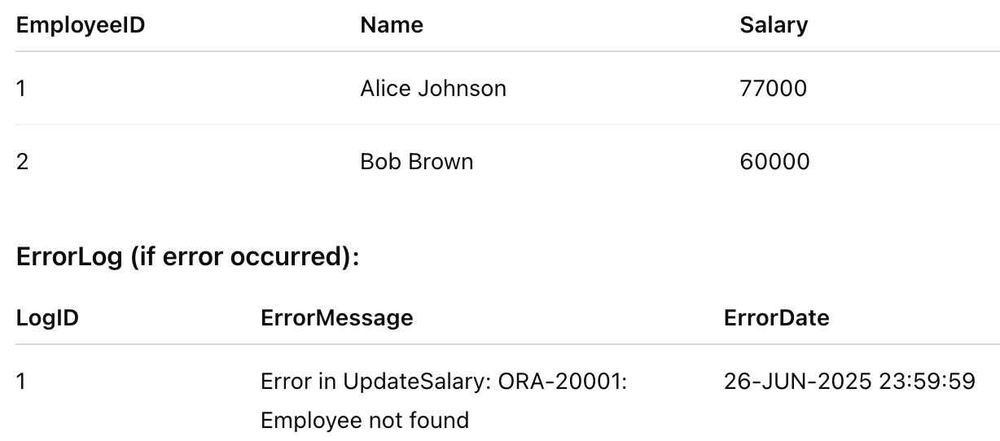 EmployeeID Name Salary
1 Alice Johnson 77000
2 Bob Brown 60000
ErrorLog (if error occurred):
LogID ErrorMessage ErrorDate
1 Error in UpdateSalary: ORA-20001: 26-JUN-2025 23:59:59
Employee not found